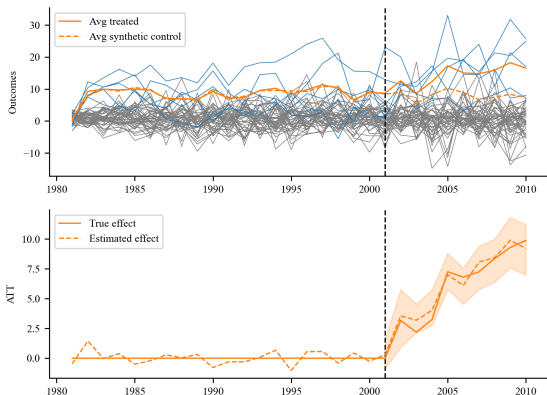 Avg treated
Avg synthetic control
Outcomes
30
20
10
0
−10
1980 1985 1990 1995 2000 2005 2010
True effect
Estimated effect
ATT
10.0
7.5
5.0
2.5
0.0
1980 1985 1990 1995 2000 2005 2010